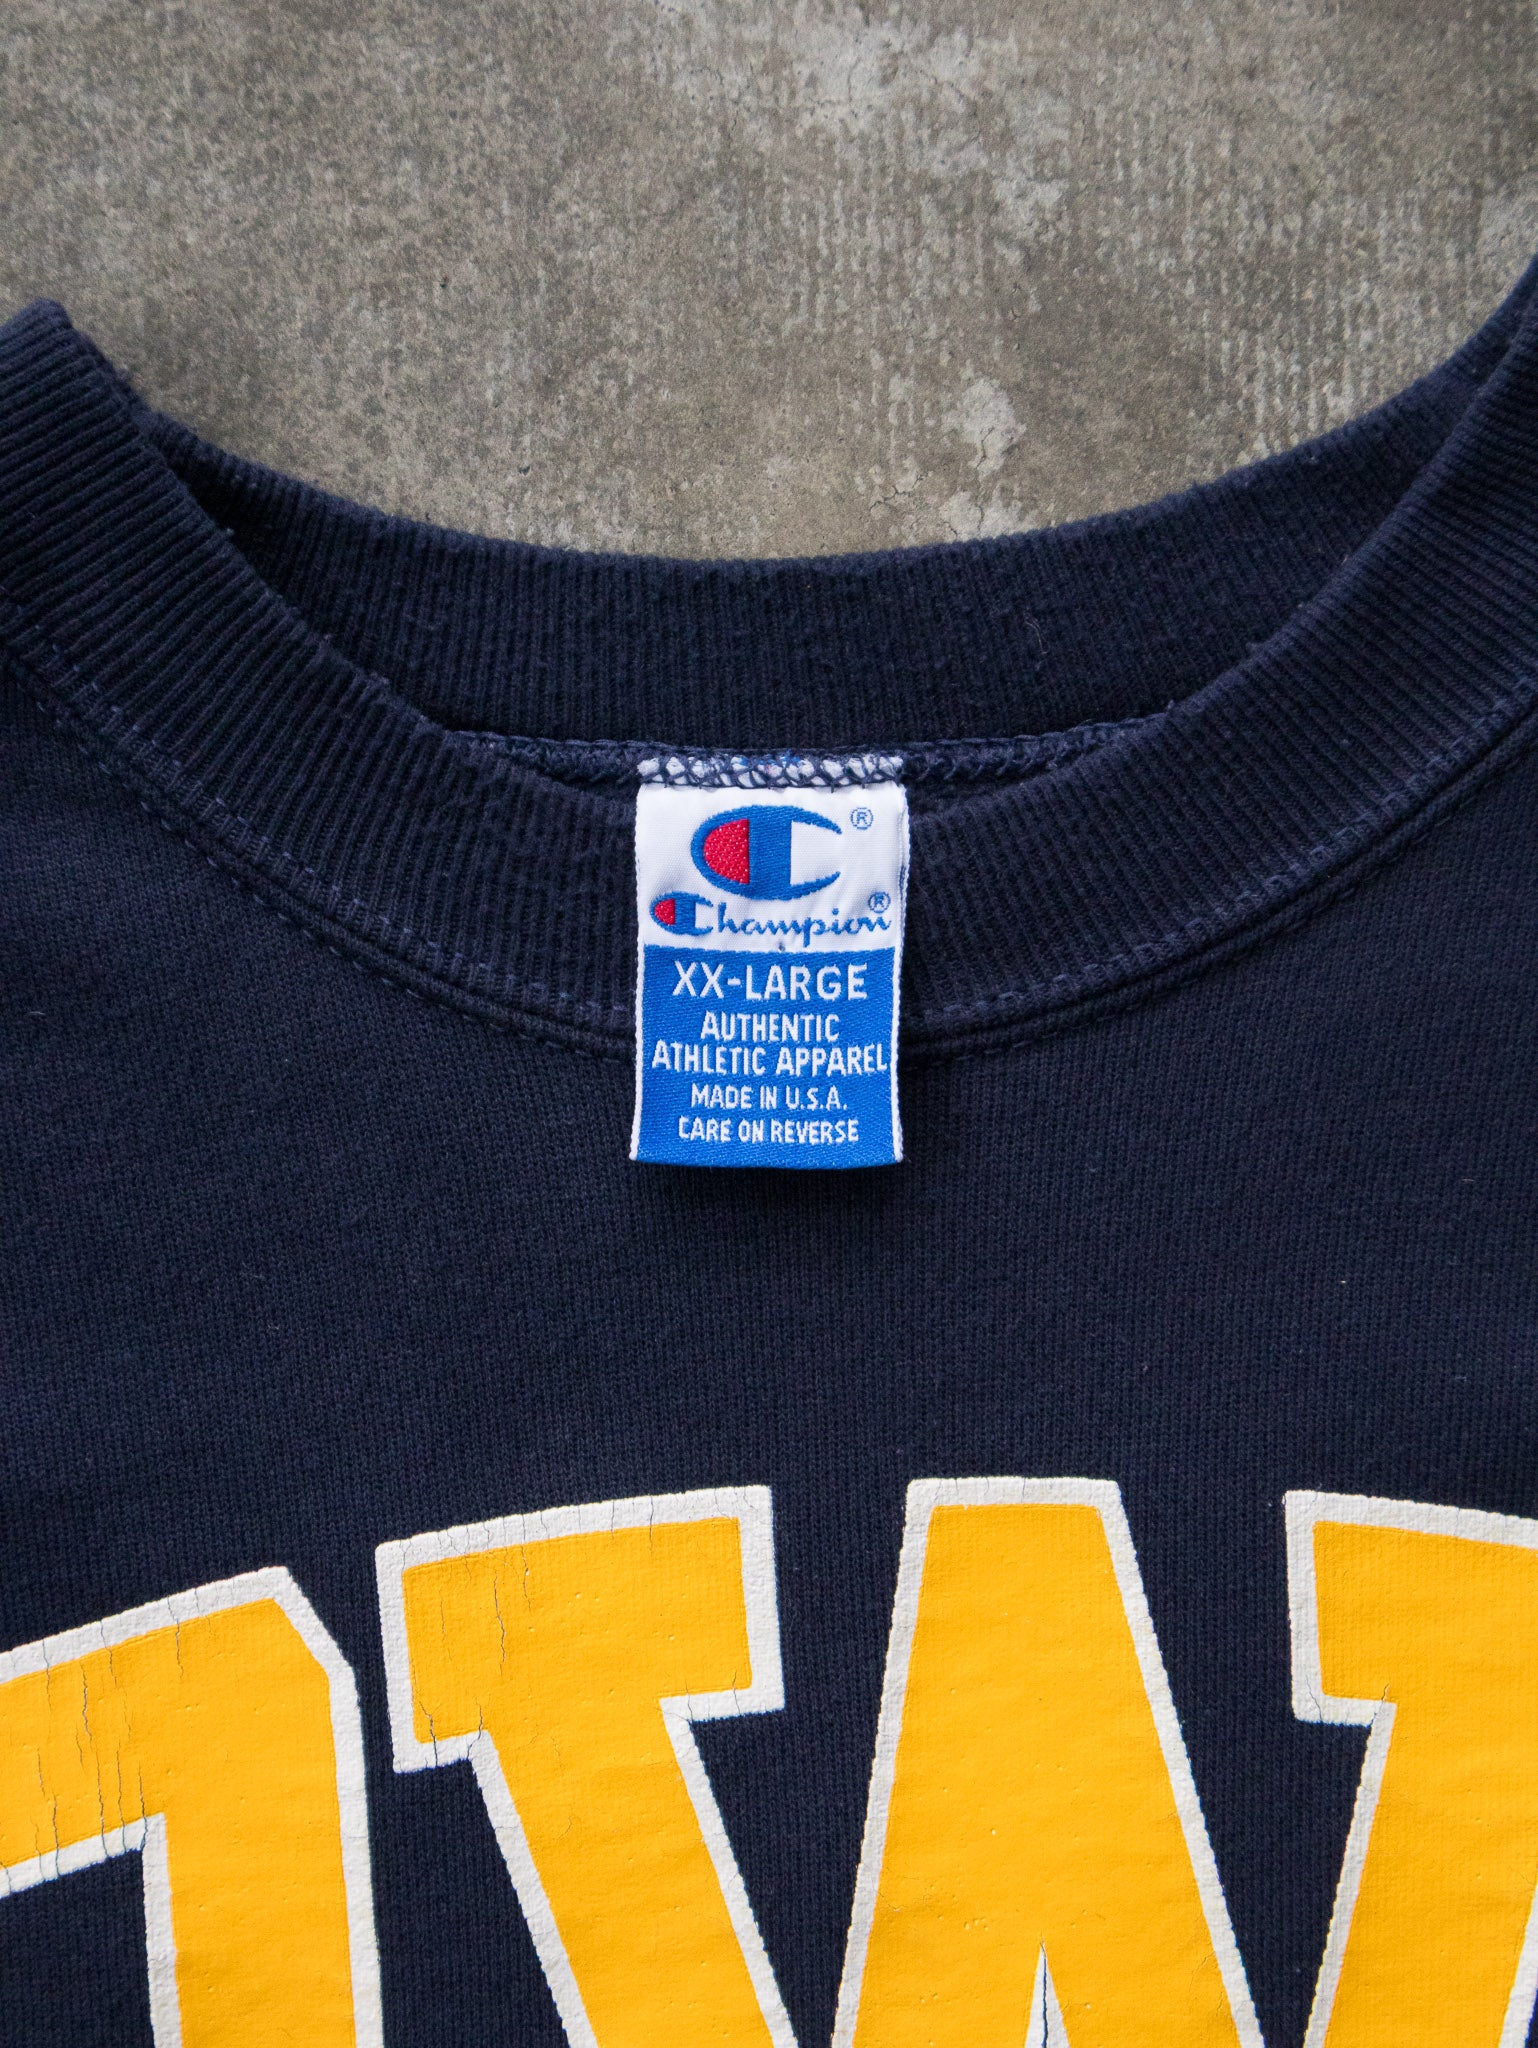 ®
Champion®
XX-LARGE
AUTHENTIC
ATHLETIC APPAREL
MADE IN U.S.A.
CARE ON REVERSE
W